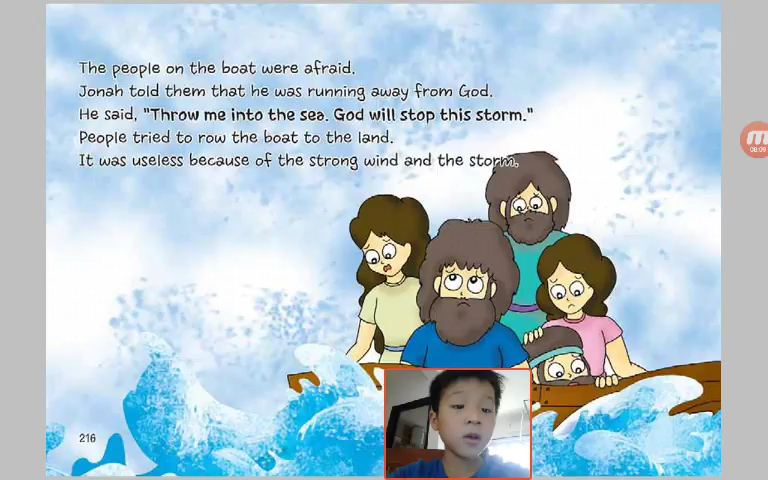 The people on the boat were afraid.
Jonah told them that he was running away from God.
He said, "Throw me into the sea. God will stop this storm."
People tried to row the boat to the land.
It was useless because of the strong wind and the storm.
216
M
08:09